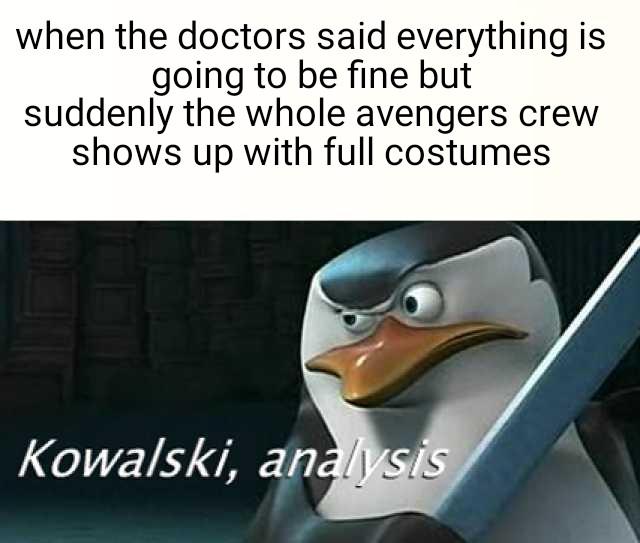 when the doctors said everything is
going to be fine but
suddenly the whole avengers crew
shows up with full costumes
Kowalski, analysis